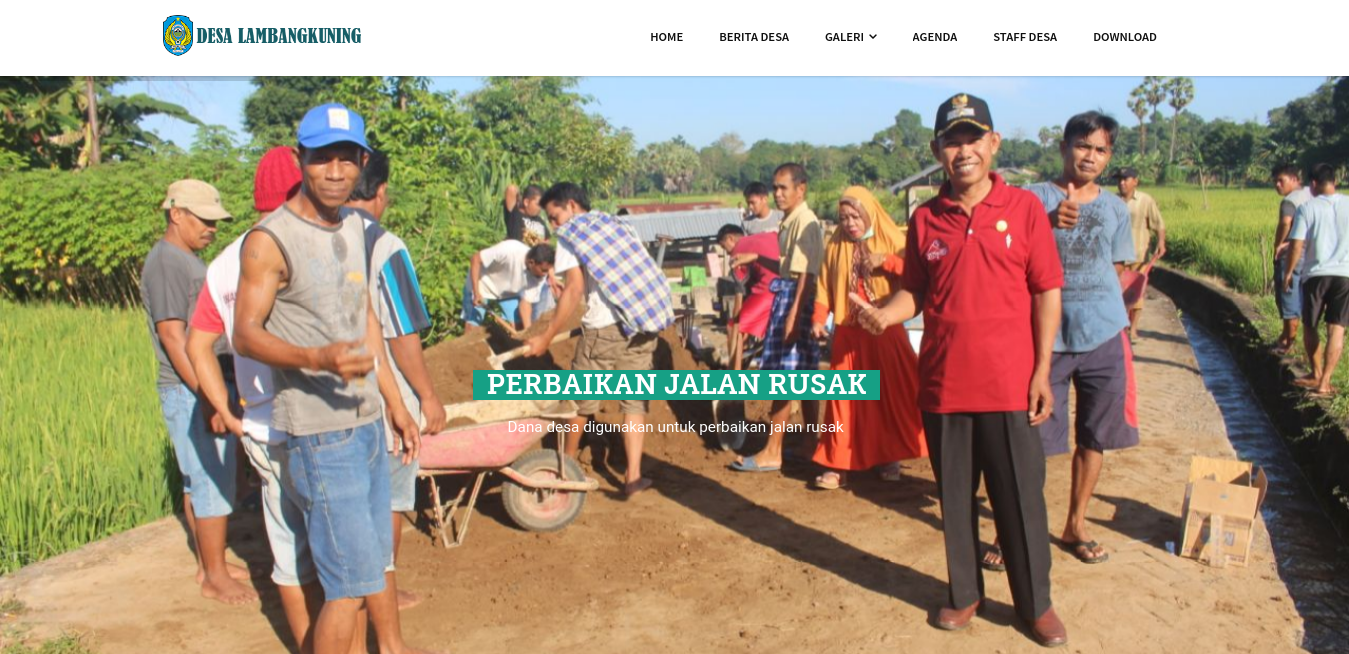 DESA LAMBANGKUNING
HOME BERITA DESA GALERI AGENDA STAFF DESA DOWNLOAD
PERBAIKAN JALAN RUSAK
Dana desa digunakan untuk perbaikan jalan rusak